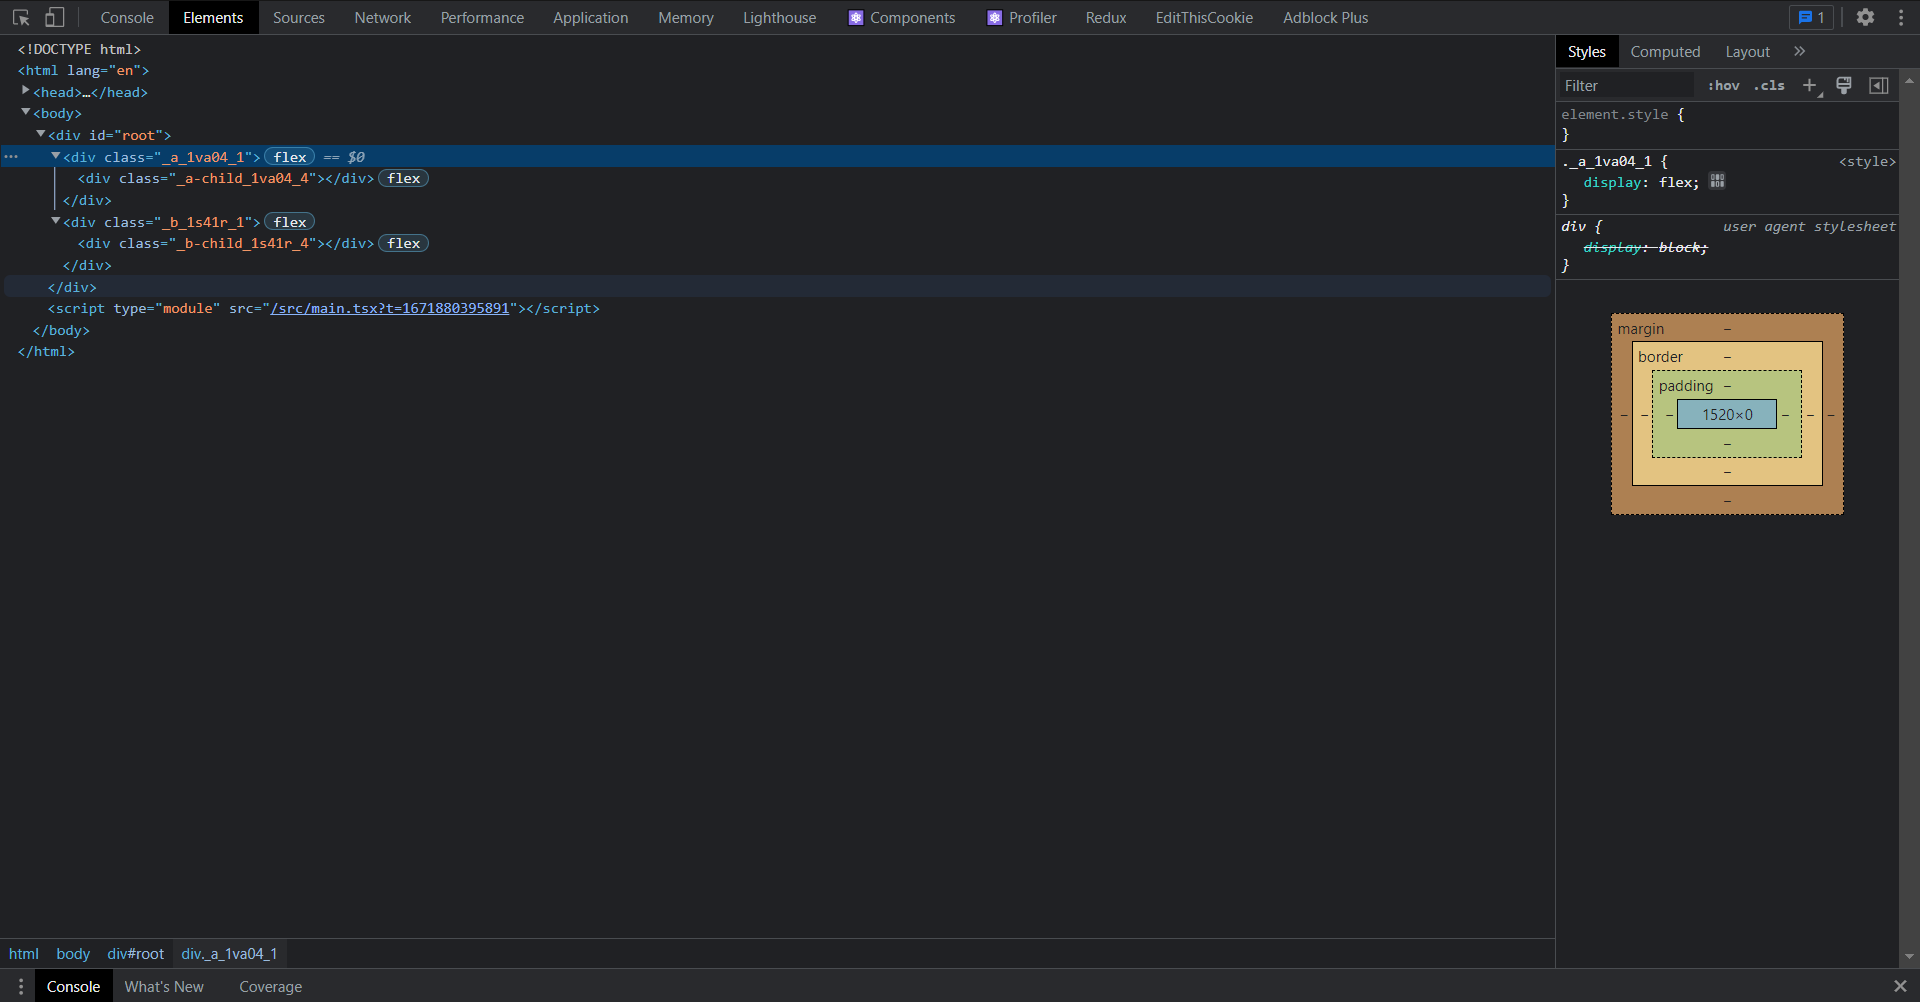 Console Elements Sources Network Performance Application Memory Lighthouse Components Profiler Redux EditThisCookie Adblock Plus 1
<!DOCTYPE html>
<html lang="en">
<head>…</head>
<body>
<div id="root">
<div class="_a_1va04_1"> flex == $0
<div class="_a-child_1va04_4"></div> flex
</div>
<div class="_b_1s41r_1"> flex
<div class="_b-child_1s41r_4"></div> flex
</div>
</div>
<script type="module" src="/src/main.tsx?t=1671880395891"></script>
</body>
</html>
Styles Computed Layout
Filter :hov .cls
element.style {
}
._a_1va04_1 { <style>
display: flex;
}
div { user agent stylesheet
display: block;
}
margin –
border –
padding –
– – – 1520×0 – – –
–
–
–
html body div#root div._a_1va04_1
Console What's New Coverage